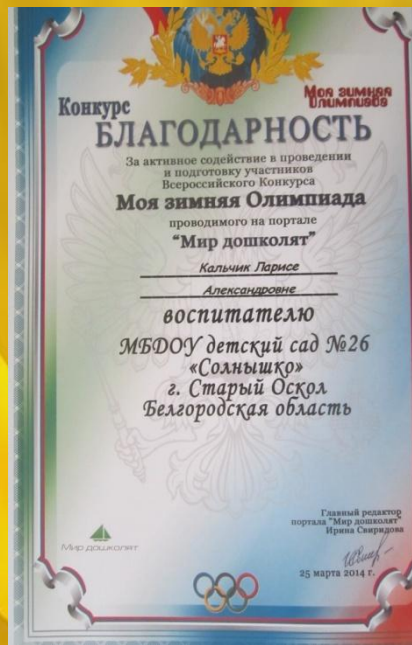 Моя зимняя
Олимпиада
Конкурс
БЛАГОДАРНОСТЬ
За активное содействие в проведении
и подготовку участников
Всероссийского Конкурса
Моя зимняя Олимпиада
проводимого на портале
“Мир дошколят”
Кальчик Ларисе
Александровне
воспитателю
МБДОУ детский сад №26
«Солнышко»
г. Старый Оскол
Белгородская область
Главный редактор
портала "Мир дошколят"
Ирина Свиридова
Мир дошколят
25 марта 2014 г.